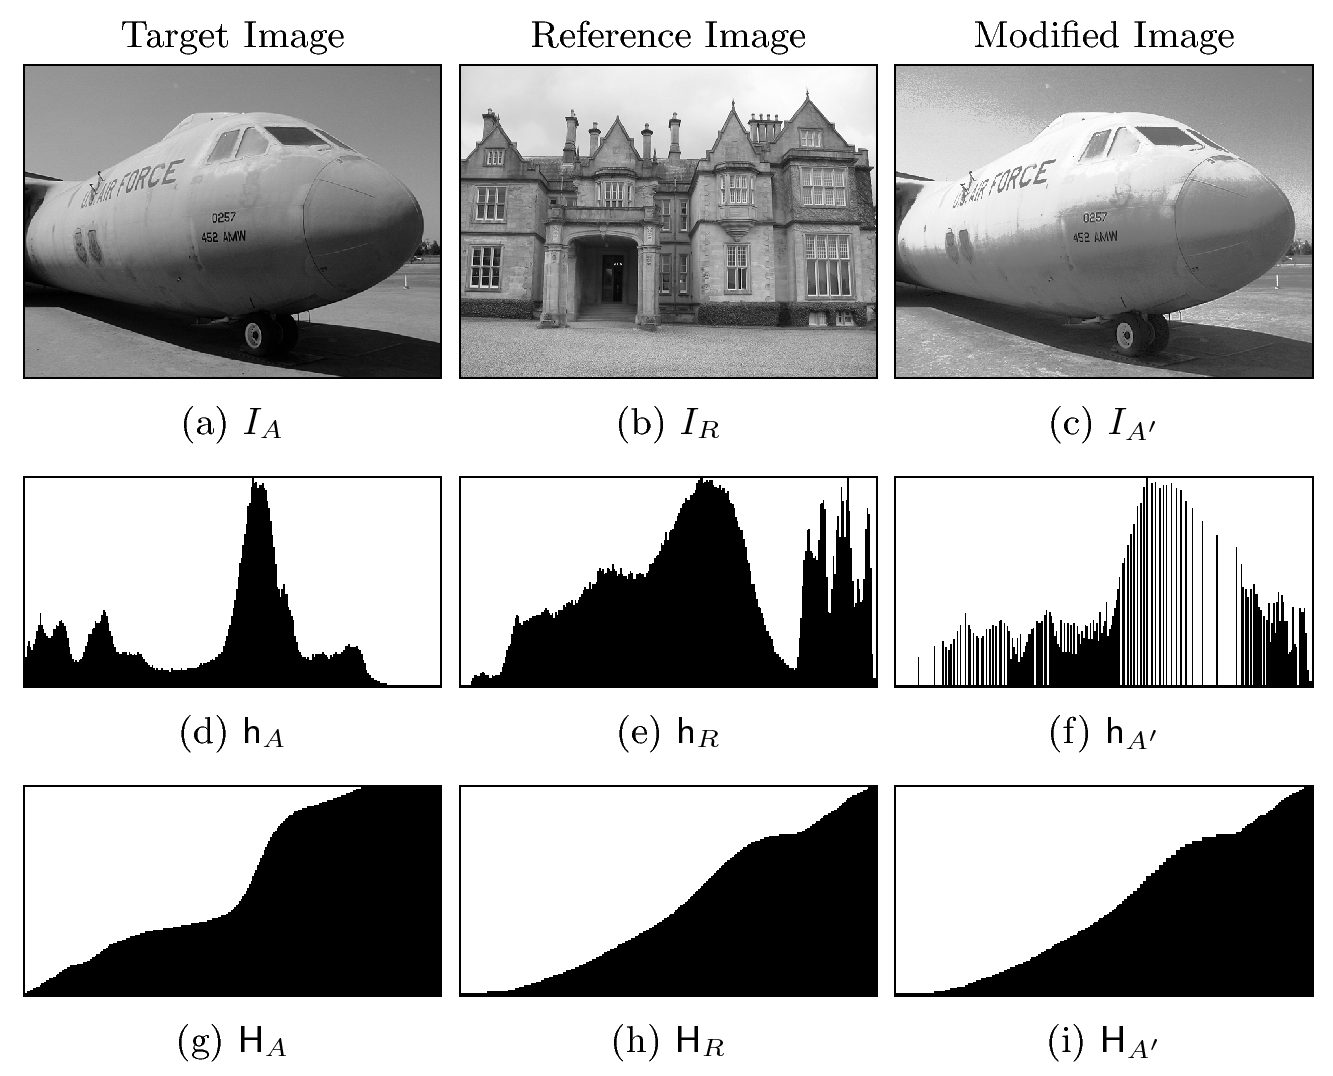 Target Image Reference Image Modified Image
U.S. AIR FORCE U.S. AIR FORCE
0257 0257
452 AMW 452 AMW
(a) I_A (b) I_R (c) I_A′
(d) h_A (e) h_R (f) h_A′
(g) H_A (h) H_R (i) H_A′